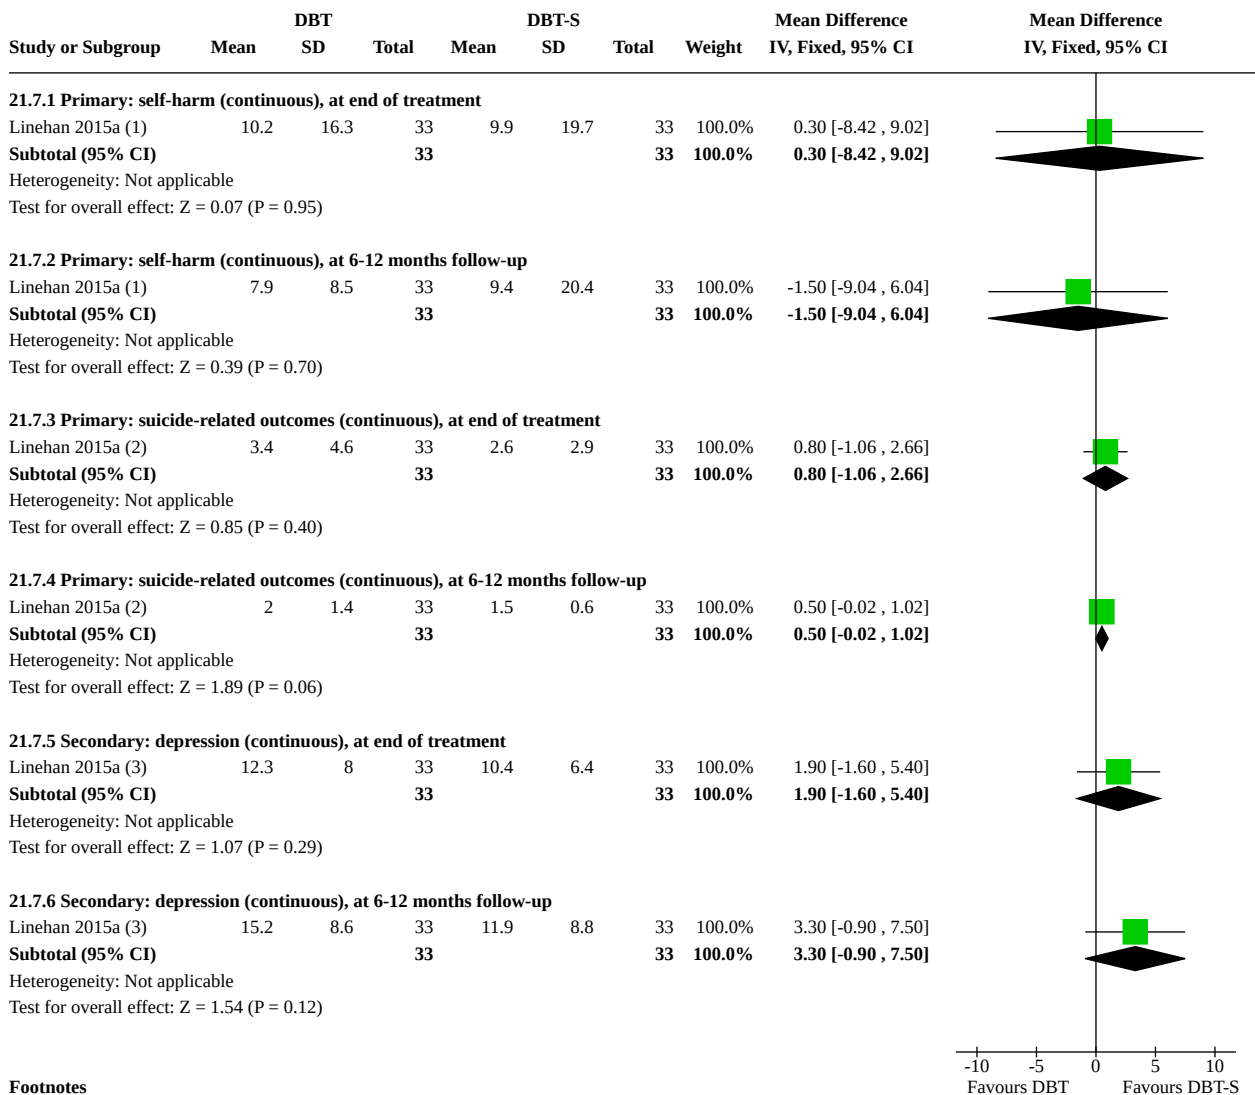 DBT DBT-S Mean Difference Mean Difference
Study or Subgroup Mean SD Total Mean SD Total Weight IV, Fixed, 95% CI IV, Fixed, 95% CI
21.7.1 Primary: self-harm (continuous), at end of treatment
Linehan 2015a (1) 10.2 16.3 33 9.9 19.7 33 100.0% 0.30 [-8.42 , 9.02]
Subtotal (95% CI) 33 33 100.0% 0.30 [-8.42 , 9.02]
Heterogeneity: Not applicable
Test for overall effect: Z = 0.07 (P = 0.95)
21.7.2 Primary: self-harm (continuous), at 6-12 months follow-up
Linehan 2015a (1) 7.9 8.5 33 9.4 20.4 33 100.0% -1.50 [-9.04 , 6.04]
Subtotal (95% CI) 33 33 100.0% -1.50 [-9.04 , 6.04]
Heterogeneity: Not applicable
Test for overall effect: Z = 0.39 (P = 0.70)
21.7.3 Primary: suicide-related outcomes (continuous), at end of treatment
Linehan 2015a (2) 3.4 4.6 33 2.6 2.9 33 100.0% 0.80 [-1.06 , 2.66]
Subtotal (95% CI) 33 33 100.0% 0.80 [-1.06 , 2.66]
Heterogeneity: Not applicable
Test for overall effect: Z = 0.85 (P = 0.40)
21.7.4 Primary: suicide-related outcomes (continuous), at 6-12 months follow-up
Linehan 2015a (2) 2 1.4 33 1.5 0.6 33 100.0% 0.50 [-0.02 , 1.02]
Subtotal (95% CI) 33 33 100.0% 0.50 [-0.02 , 1.02]
Heterogeneity: Not applicable
Test for overall effect: Z = 1.89 (P = 0.06)
21.7.5 Secondary: depression (continuous), at end of treatment
Linehan 2015a (3) 12.3 8 33 10.4 6.4 33 100.0% 1.90 [-1.60 , 5.40]
Subtotal (95% CI) 33 33 100.0% 1.90 [-1.60 , 5.40]
Heterogeneity: Not applicable
Test for overall effect: Z = 1.07 (P = 0.29)
21.7.6 Secondary: depression (continuous), at 6-12 months follow-up
Linehan 2015a (3) 15.2 8.6 33 11.9 8.8 33 100.0% 3.30 [-0.90 , 7.50]
Subtotal (95% CI) 33 33 100.0% 3.30 [-0.90 , 7.50]
Heterogeneity: Not applicable
Test for overall effect: Z = 1.54 (P = 0.12)
-10 -5 0 5 10
Footnotes Favours DBT Favours DBT-S